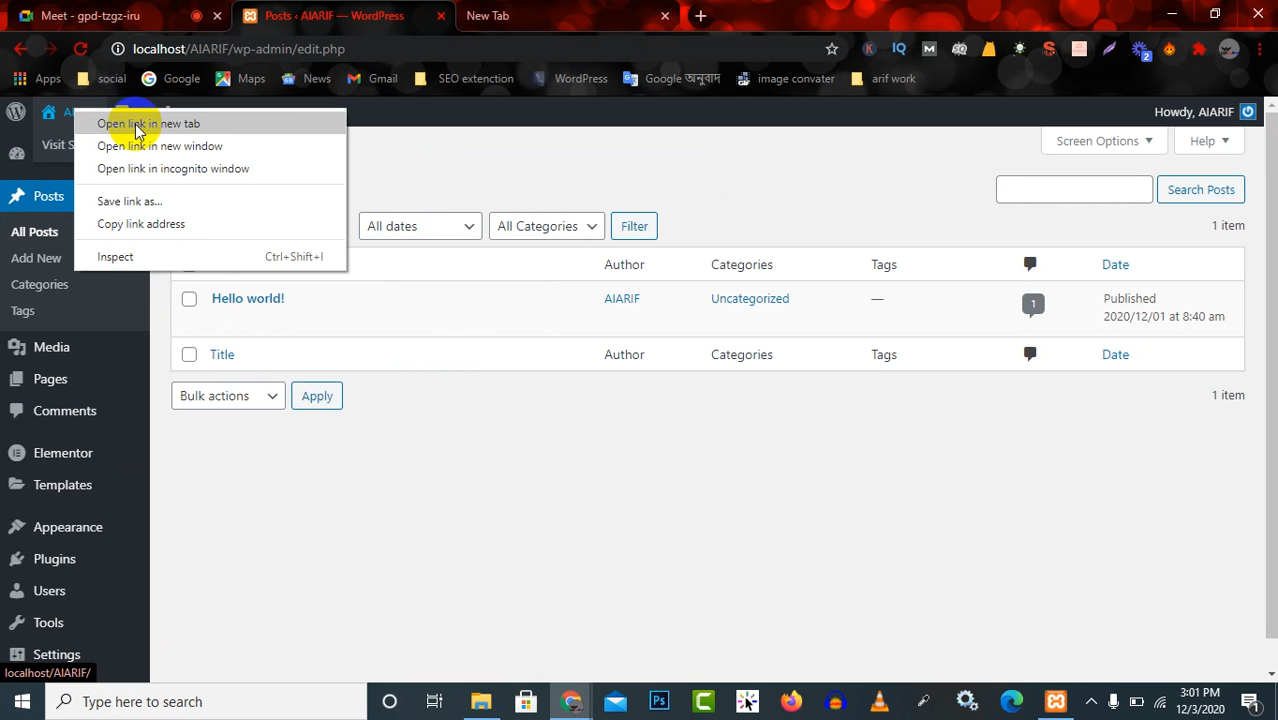 Meet - gpd-tzgz-iru
Posts ‹ AIARIF — WordPress
New Tab
localhost/AIARIF/wp-admin/edit.php
2
Apps
social
Google
Maps
News
Gmail
SEO extenction
WordPress
Google অনুবাদ
image convater
arif work
Howdy, AIARIF
Open link in new tab
Open link in new window
Open link in incognito window
Save link as...
Copy link address
Inspect Ctrl+Shift+I
Screen Options
Help
Posts
Search Posts
All Posts
All dates
All Categories
Filter
1 item
Add New
Author
Categories
Tags
Date
Categories
Hello world!
AIARIF
Uncategorized
—
1
Published
2020/12/01 at 8:40 am
Tags
Media
Title
Author
Categories
Tags
Date
Pages
Bulk actions
Apply
1 item
Comments
Elementor
Templates
Appearance
Plugins
Users
Tools
Settings
localhost/AIARIF/
Type here to search
Ps
3:01 PM
12/3/2020
1